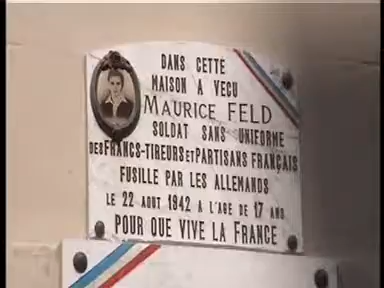 DANS CETTE
MAISON A VECU
MAURICE FELD
SOLDAT SANS UNIFORME
DES FRANCS-TIREURS ET PARTISANS FRANÇAIS
FUSILLE PAR LES ALLEMANDS
LE 22 AOUT 1942 A L'AGE DE 17 ANS
POUR QUE VIVE LA FRANCE